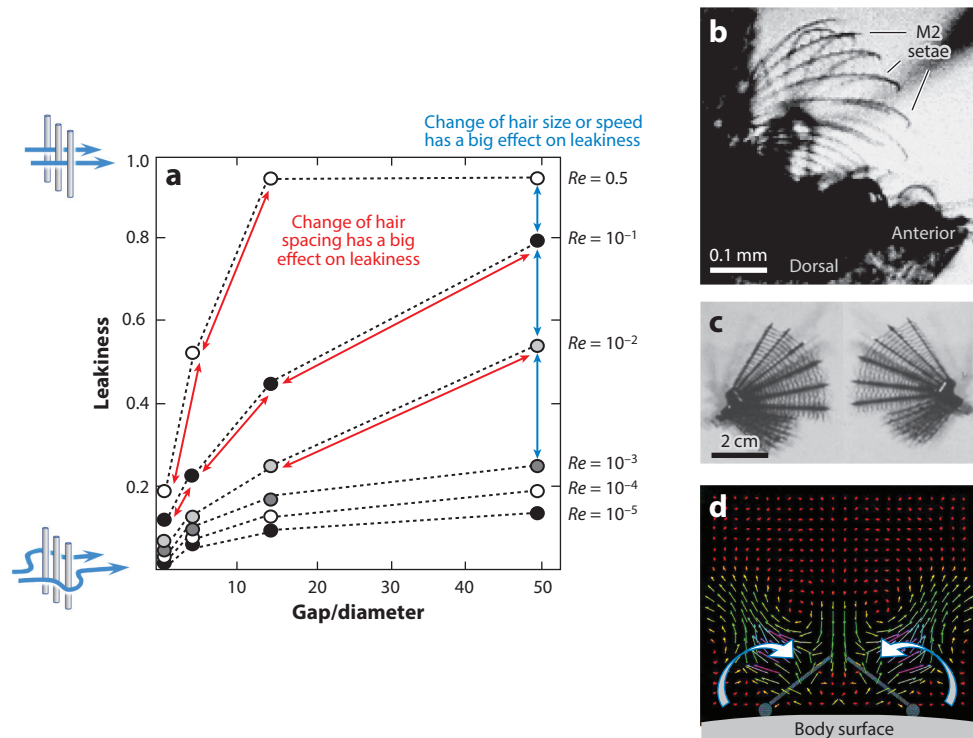 a
Change of hair size or speed
has a big effect on leakiness
Change of hair
spacing has a big
effect on leakiness
Leakiness
1.0
0.8
0.6
0.4
0.2
10
20
30
40
50
Gap/diameter
Re = 0.5
Re = 10⁻¹
Re = 10⁻²
Re = 10⁻³
Re = 10⁻⁴
Re = 10⁻⁵
b
M2
setae
Anterior
Dorsal
0.1 mm
c
2 cm
d
Body surface